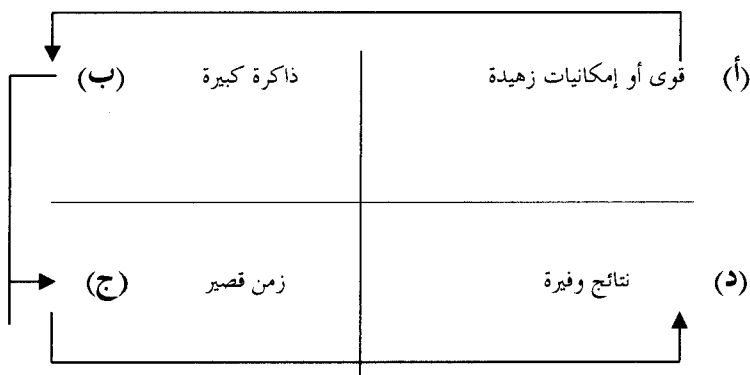 (أ) قوى أو إمكانيات زهيدة
ذاكرة كبيرة (ب)
(د) نتائج وفيرة
زمن قصير (ج)